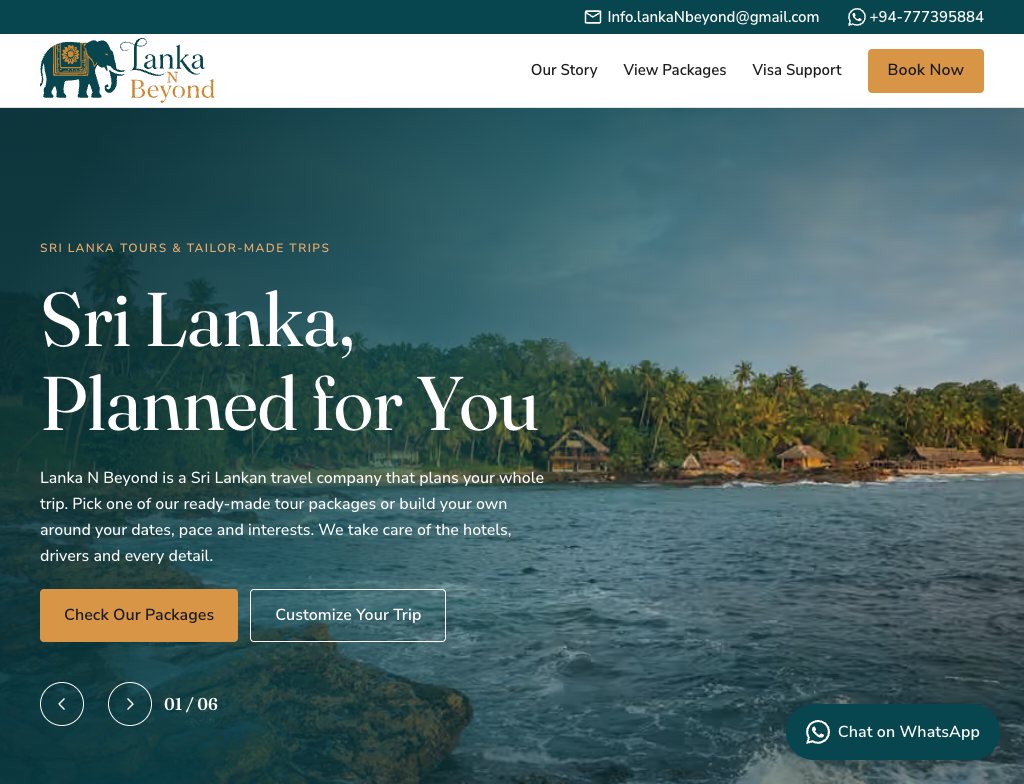 Info.lankaNbeyond@gmail.com
+94-777395884
Lanka
N
Beyond
Our Story
View Packages
Visa Support
Book Now
SRI LANKA TOURS & TAILOR-MADE TRIPS
Sri Lanka,
Planned for You
Lanka N Beyond is a Sri Lankan travel company that plans your whole
trip. Pick one of our ready-made tour packages or build your own
around your dates, pace and interests. We take care of the hotels,
drivers and every detail.
Check Our Packages
Customize Your Trip
01 / 06
Chat on WhatsApp